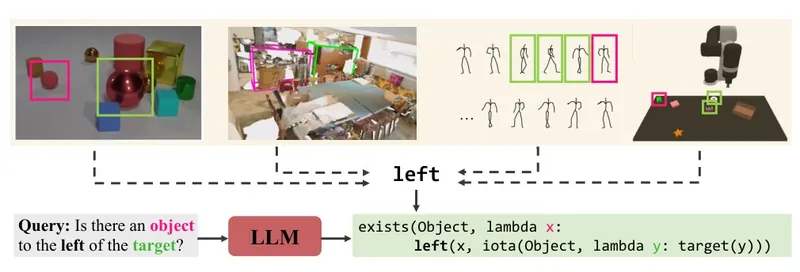 ...
left
Query: Is there an object
to the left of the target?
LLM
exists(Object, lambda x:
left(x, iota(Object, lambda y: target(y)))